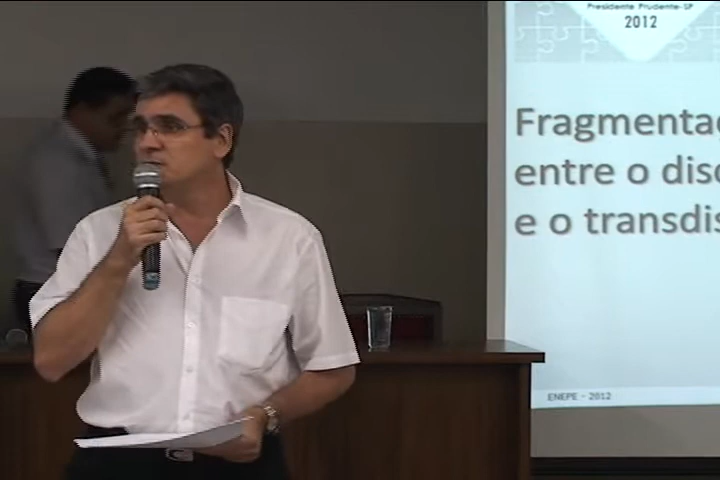 Presidente Prudente-SP
2012
Fragmentaç
entre o disc
e o transdis
ENEPE - 2012